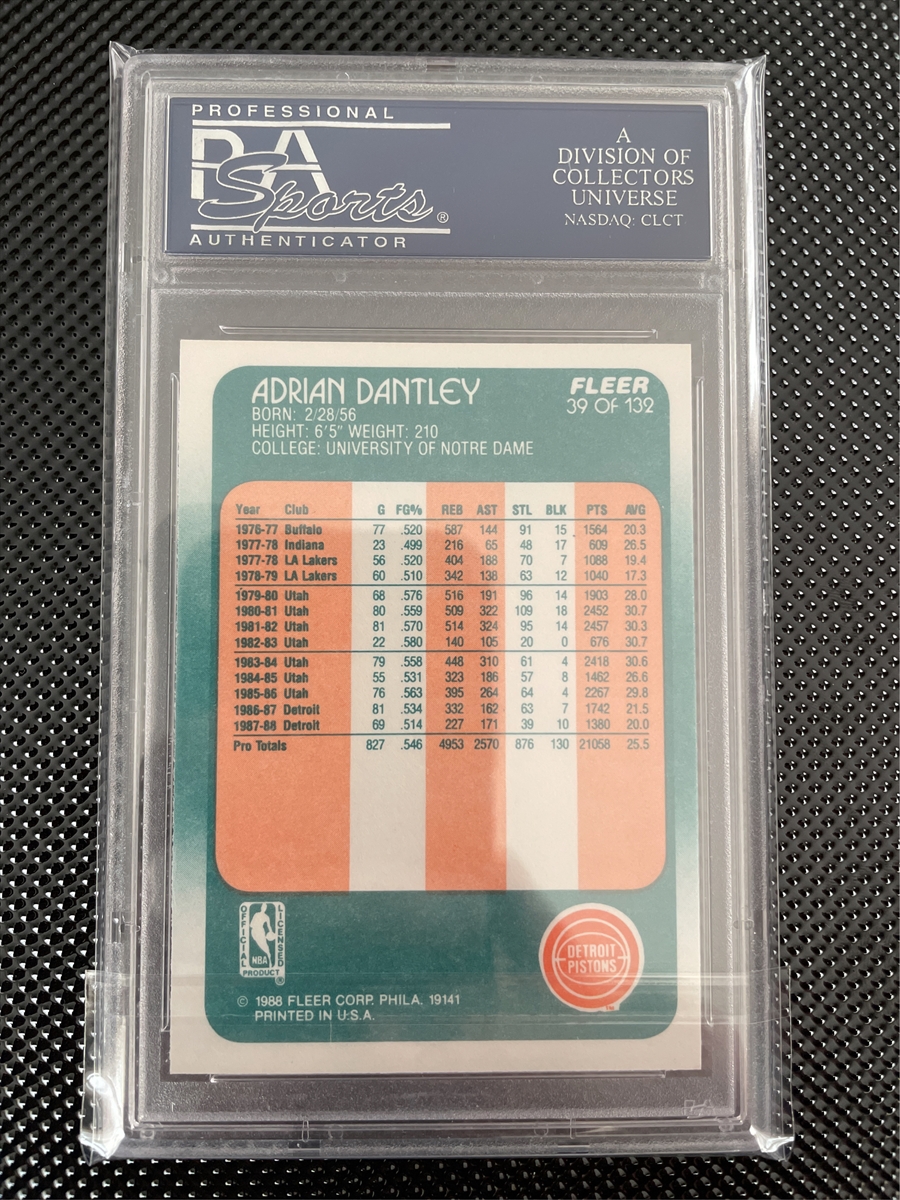 PROFESSIONAL
PSA
Sports®
AUTHENTICATOR
A
DIVISION OF
COLLECTORS
UNIVERSE
NASDAQ: CLCT
ADRIAN DANTLEY
FLEER
39 OF 132
BORN: 2/28/56
HEIGHT: 6'5" WEIGHT: 210
COLLEGE: UNIVERSITY OF NOTRE DAME
Year Club G FG% REB AST STL BLK PTS AVG
1976-77 Buffalo 77 .520 587 144 91 15 1564 20.3
1977-78 Indiana 23 .499 216 65 48 17 609 26.5
1977-78 LA Lakers 56 .520 404 188 70 7 1088 19.4
1978-79 LA Lakers 60 .510 342 138 63 12 1040 17.3
1979-80 Utah 68 .576 516 191 96 14 1903 28.0
1980-81 Utah 80 .559 509 322 109 18 2452 30.7
1981-82 Utah 81 .570 514 324 95 14 2457 30.3
1982-83 Utah 22 .580 140 105 20 0 676 30.7
1983-84 Utah 79 .558 448 310 61 4 2418 30.6
1984-85 Utah 55 .531 323 186 57 8 1462 26.6
1985-86 Utah 76 .563 395 264 64 4 2267 29.8
1986-87 Detroit 81 .534 332 162 63 7 1742 21.5
1987-88 Detroit 69 .514 227 171 39 10 1380 20.0
Pro Totals 827 .546 4953 2570 876 130 21058 25.5
OFFICIAL
LICENSED
NBA
PRODUCT
®
DETROIT
PISTONS
TM
© 1988 FLEER CORP. PHILA. 19141
PRINTED IN U.S.A.